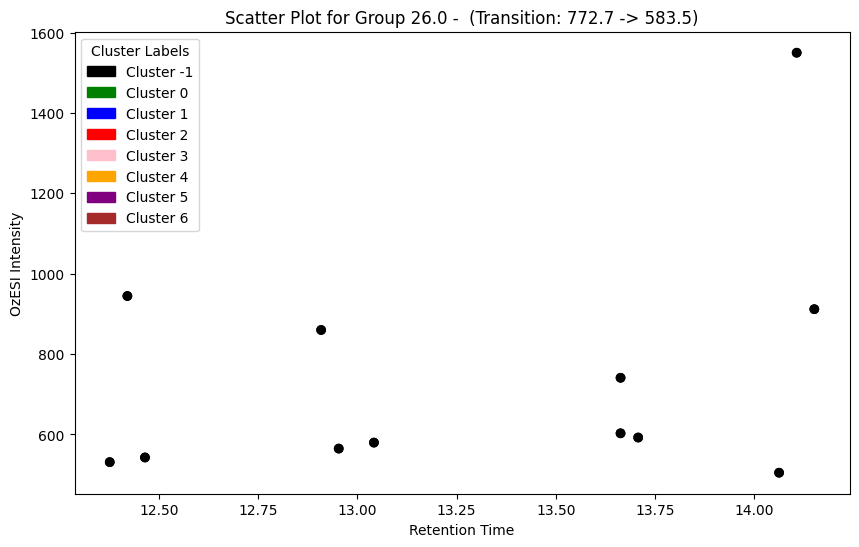 Scatter Plot for Group 26.0 -  (Transition: 772.7 -> 583.5)
Cluster Labels
Cluster -1
Cluster 0
Cluster 1
Cluster 2
Cluster 3
Cluster 4
Cluster 5
Cluster 6
OzESI Intensity
1600
1400
1200
1000
800
600
12.50 12.75 13.00 13.25 13.50 13.75 14.00
Retention Time